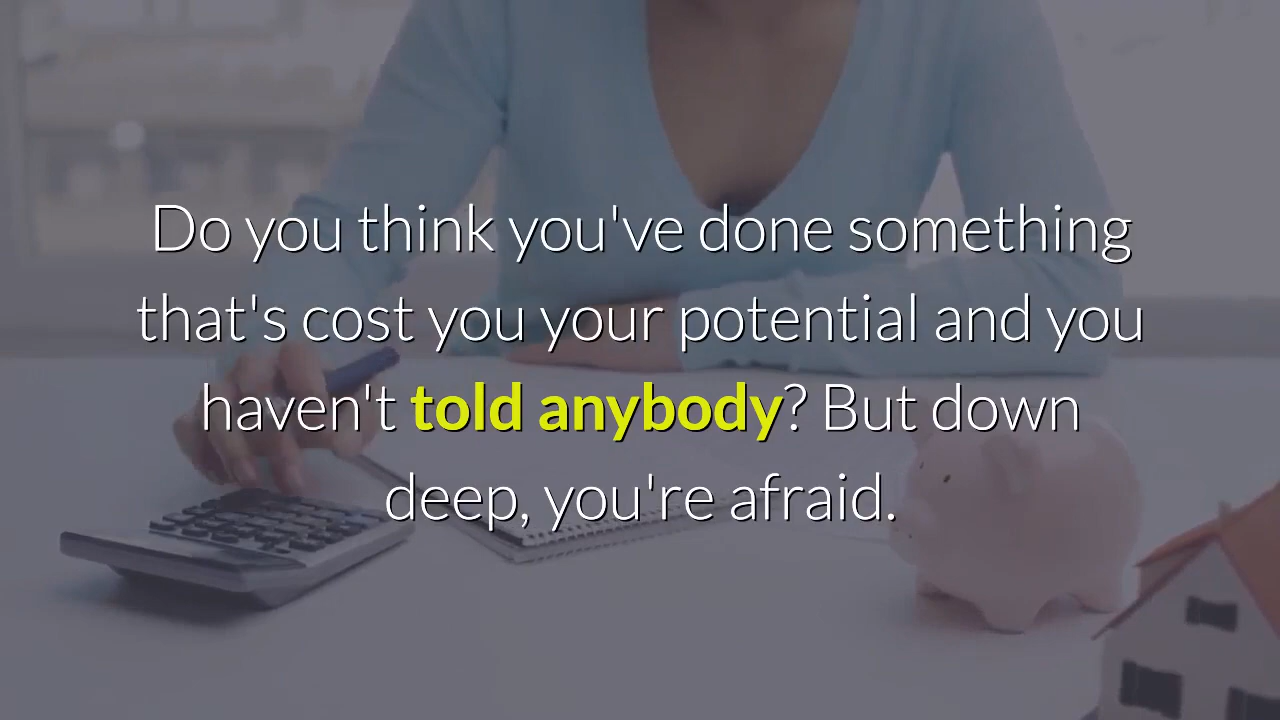 Do you think you've done something
that's cost you your potential and you
haven't told anybody? But down
deep, you're afraid.